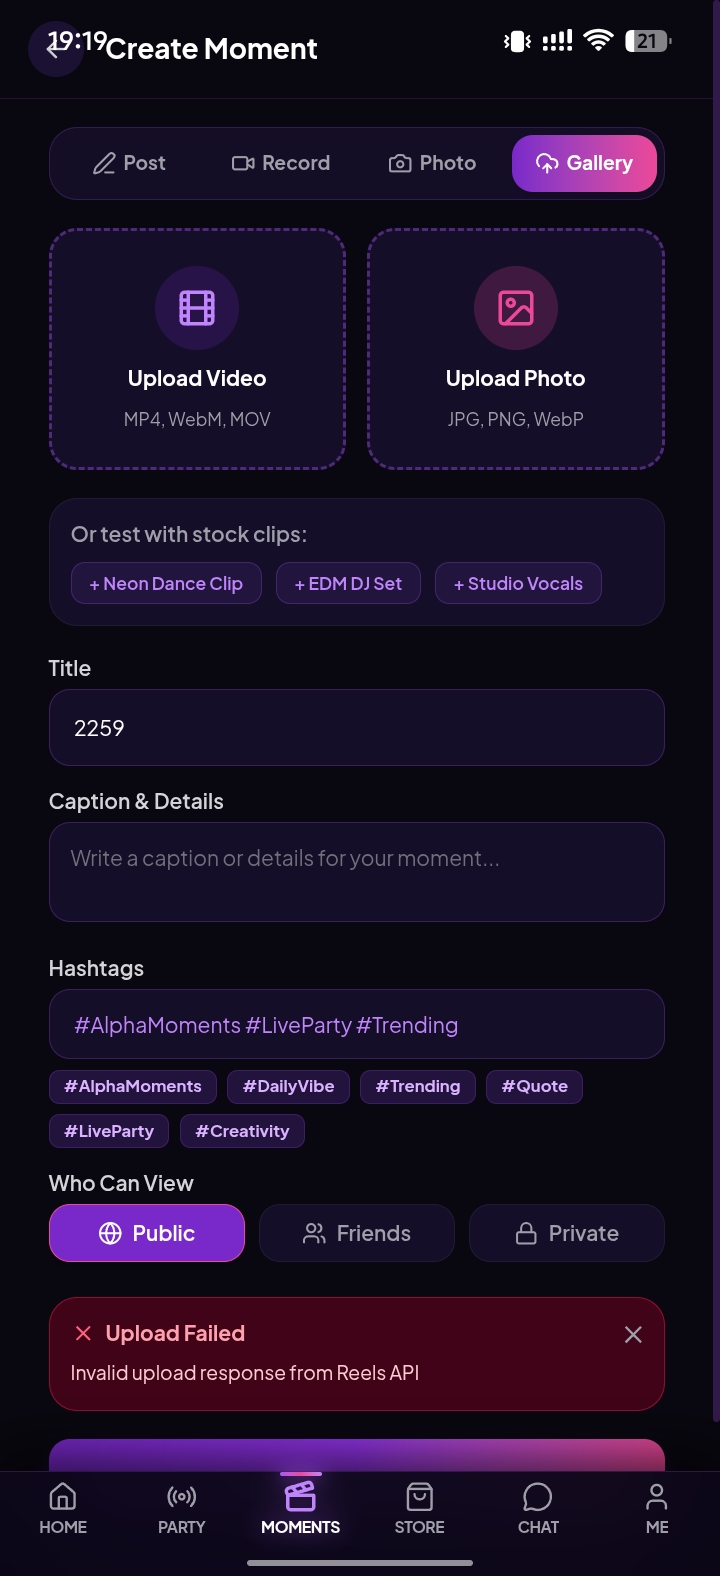 19:19 Create Moment 21
Post Record Photo Gallery
Upload Video Upload Photo
MP4, WebM, MOV JPG, PNG, WebP
Or test with stock clips:
+ Neon Dance Clip + EDM DJ Set + Studio Vocals
Title
2259
Caption & Details
Write a caption or details for your moment...
Hashtags
#AlphaMoments #LiveParty #Trending
#AlphaMoments #DailyVibe #Trending #Quote
#LiveParty #Creativity
Who Can View
Public Friends Private
Upload Failed
Invalid upload response from Reels API
HOME PARTY MOMENTS STORE CHAT ME